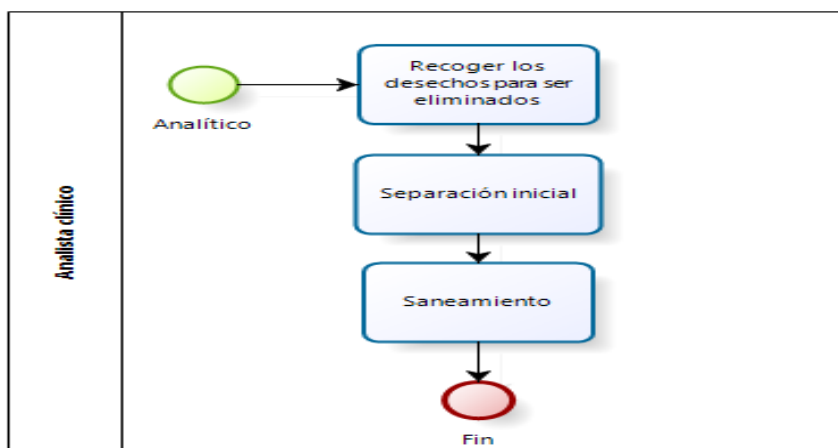 Analista clínico
Analítico
Recoger los
desechos para ser
eliminados
Separación inicial
Saneamiento
Fin